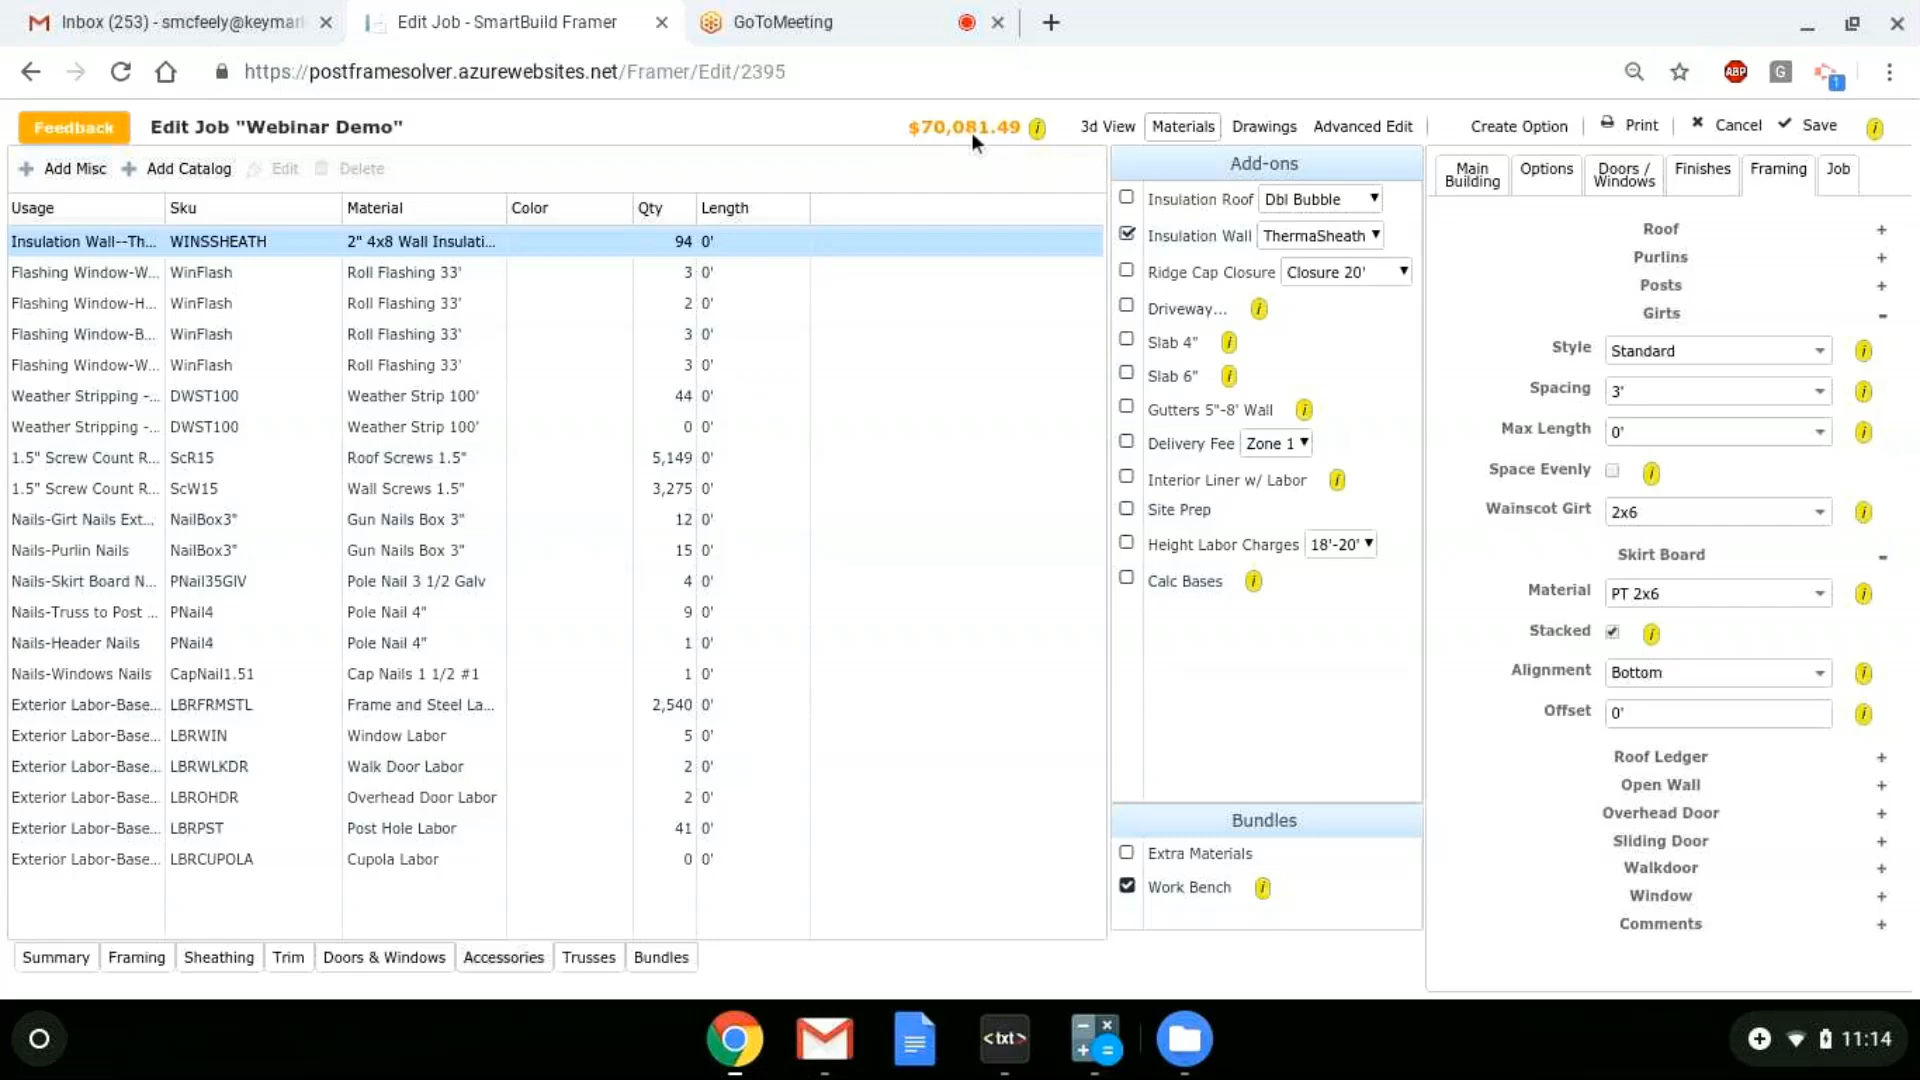 Inbox (253) - smcfeely@keymar
Edit Job - SmartBuild Framer
GoToMeeting
https://postframesolver.azurewebsites.net/Framer/Edit/2395
ABP
G
1
Feedback
Edit Job "Webinar Demo"
$70,081.49
3d View
Materials
Drawings
Advanced Edit
Create Option
Print
Cancel
Save
Add Misc
Add Catalog
Edit
Delete
Usage Sku Material Color Qty Length
Insulation Wall--Th... WINSSHEATH 2" 4x8 Wall Insulati... 94 0'
Flashing Window-W... WinFlash Roll Flashing 33' 3 0'
Flashing Window-H... WinFlash Roll Flashing 33' 2 0'
Flashing Window-B... WinFlash Roll Flashing 33' 3 0'
Flashing Window-W... WinFlash Roll Flashing 33' 3 0'
Weather Stripping -... DWST100 Weather Strip 100' 44 0'
Weather Stripping -... DWST100 Weather Strip 100' 0 0'
1.5" Screw Count R... ScR15 Roof Screws 1.5" 5,149 0'
1.5" Screw Count R... ScW15 Wall Screws 1.5" 3,275 0'
Nails-Girt Nails Ext... NailBox3" Gun Nails Box 3" 12 0'
Nails-Purlin Nails NailBox3" Gun Nails Box 3" 15 0'
Nails-Skirt Board N... PNail35Glv Pole Nail 3 1/2 Galv 4 0'
Nails-Truss to Post ... PNail4 Pole Nail 4" 9 0'
Nails-Header Nails PNail4 Pole Nail 4" 1 0'
Nails-Windows Nails CapNail1.51 Cap Nails 1 1/2 #1 1 0'
Exterior Labor-Base... LBRFRMSTL Frame and Steel La... 2,540 0'
Exterior Labor-Base... LBRWIN Window Labor 5 0'
Exterior Labor-Base... LBRWLKDR Walk Door Labor 2 0'
Exterior Labor-Base... LBROHDR Overhead Door Labor 2 0'
Exterior Labor-Base... LBRPST Post Hole Labor 41 0'
Exterior Labor-Base... LBRCUPOLA Cupola Labor 0 0'
Summary
Framing
Sheathing
Trim
Doors & Windows
Accessories
Trusses
Bundles
Add-ons
Insulation Roof Dbl Bubble
Insulation Wall ThermaSheath
Ridge Cap Closure Closure 20'
Driveway... i
Slab 4" i
Slab 6" i
Gutters 5"-8' Wall i
Delivery Fee Zone 1
Interior Liner w/ Labor i
Site Prep
Height Labor Charges 18'-20'
Calc Bases i
Bundles
Extra Materials
Work Bench i
Main Building
Options
Doors / Windows
Finishes
Framing
Job
Roof +
Purlins +
Posts +
Girts -
Style Standard i
Spacing 3' i
Max Length 0' i
Space Evenly i
Wainscot Girt 2x6 i
Skirt Board -
Material PT 2x6 i
Stacked i
Alignment Bottom i
Offset 0' i
Roof Ledger +
Open Wall +
Overhead Door +
Sliding Door +
Walkdoor +
Window +
Comments +
<txt>
11:14